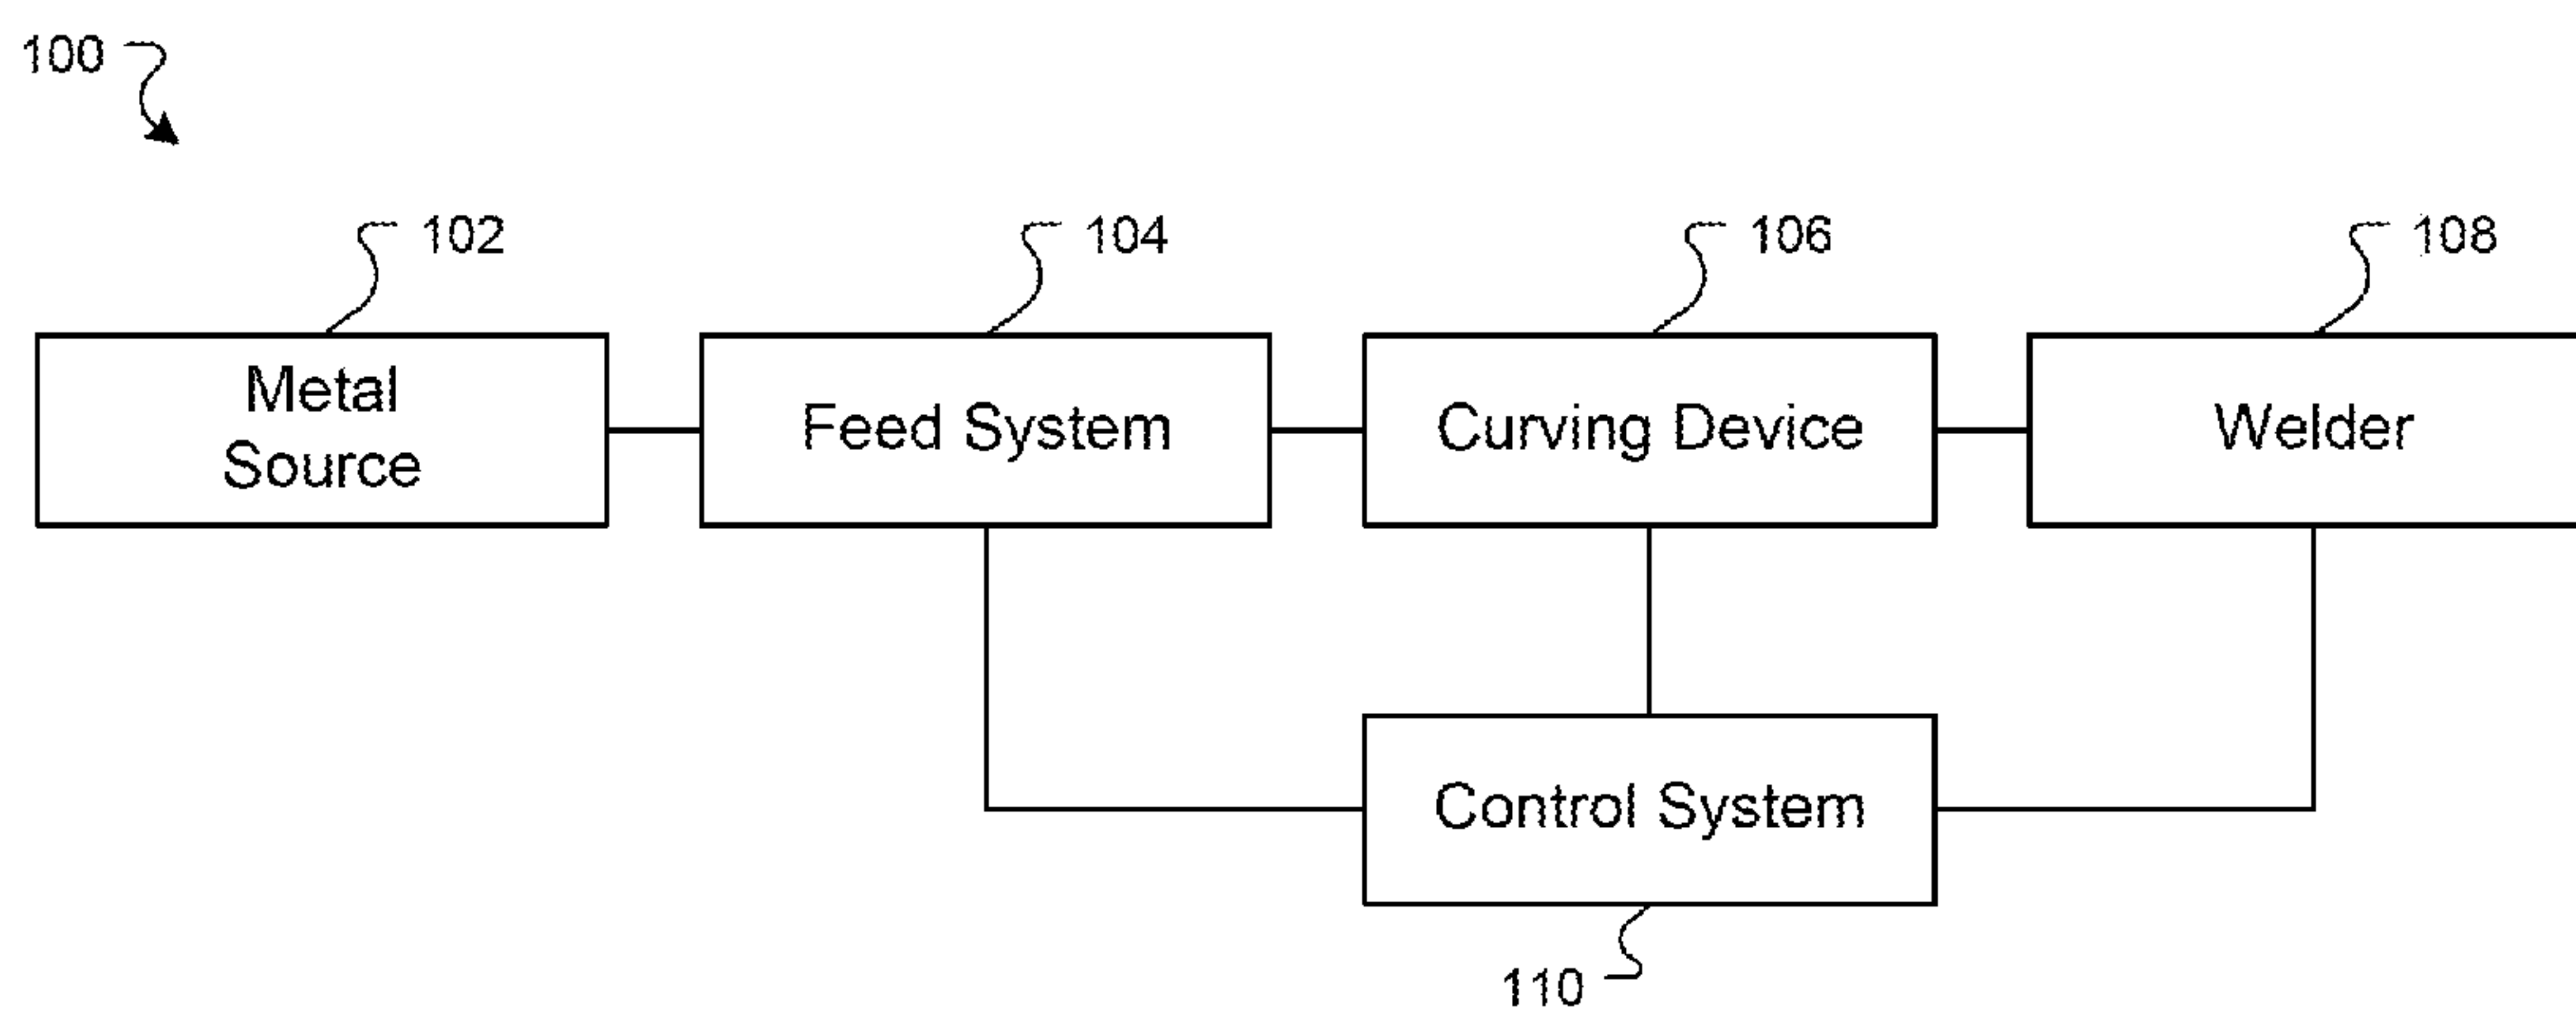 100
102
104
106
108
Metal
Source
Feed System
Curving Device
Welder
Control System
110